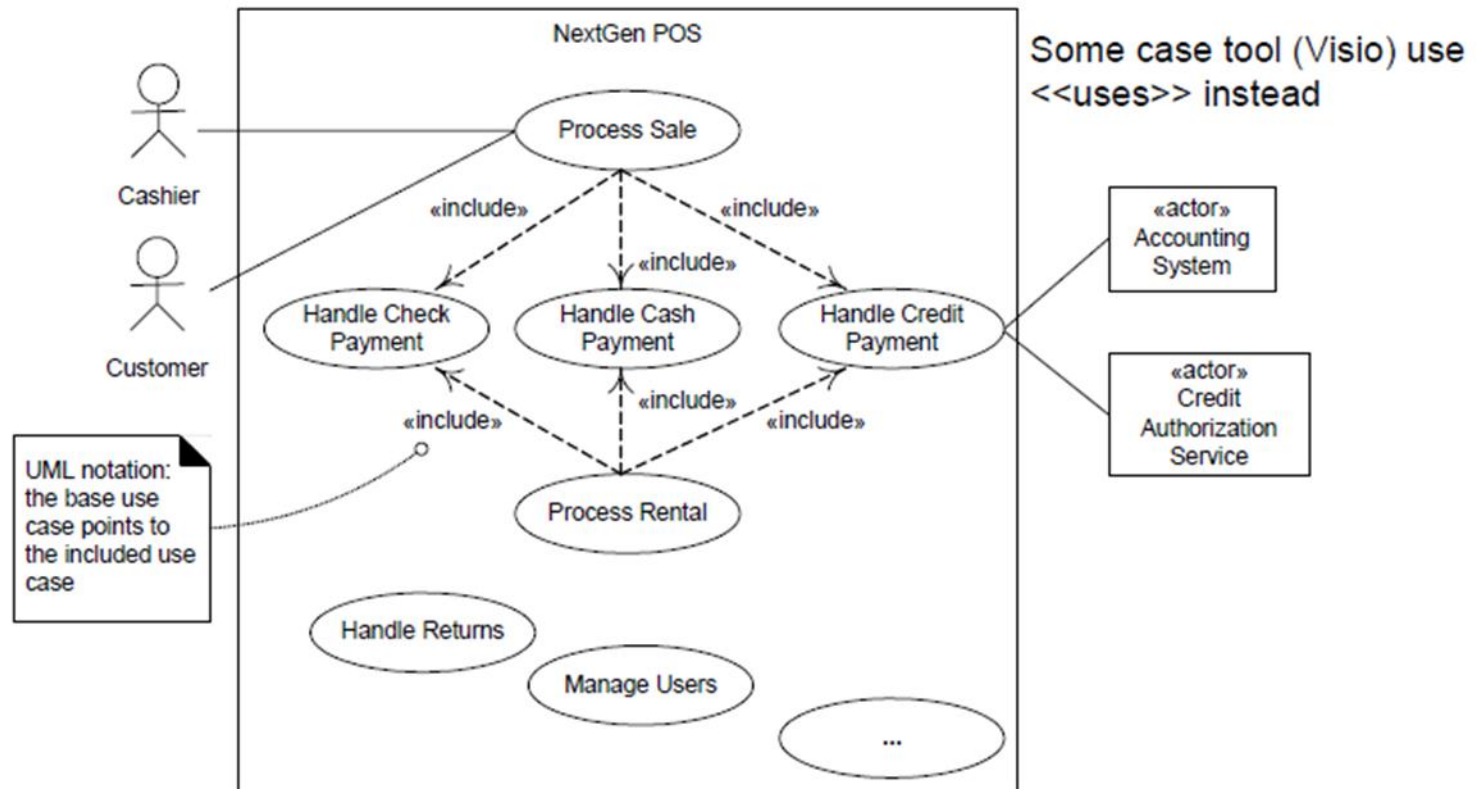 NextGen POS
Some case tool (Visio) use
<<uses>> instead
Process Sale
Cashier
«include»
«include»
«include»
«actor»
Accounting
System
Handle Check
Payment
Handle Cash
Payment
Handle Credit
Payment
Customer
«include»
«include»
«include»
«actor»
Credit
Authorization
Service
UML notation:
the base use
case points to
the included use
case
Process Rental
Handle Returns
Manage Users
...